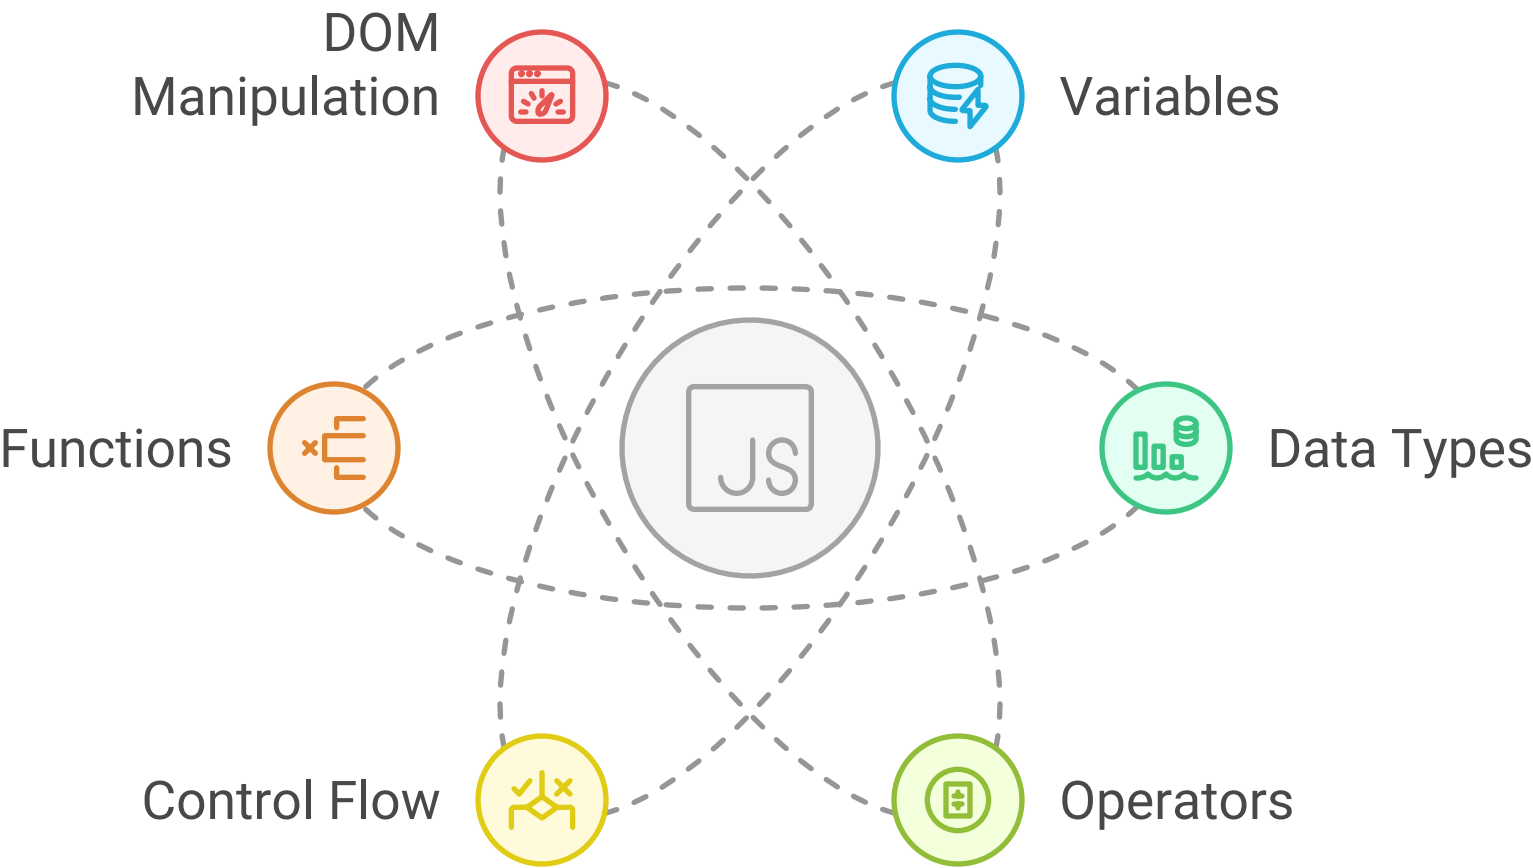 DOM
Manipulation
Variables
Functions
JS
Data Types
Control Flow
Operators